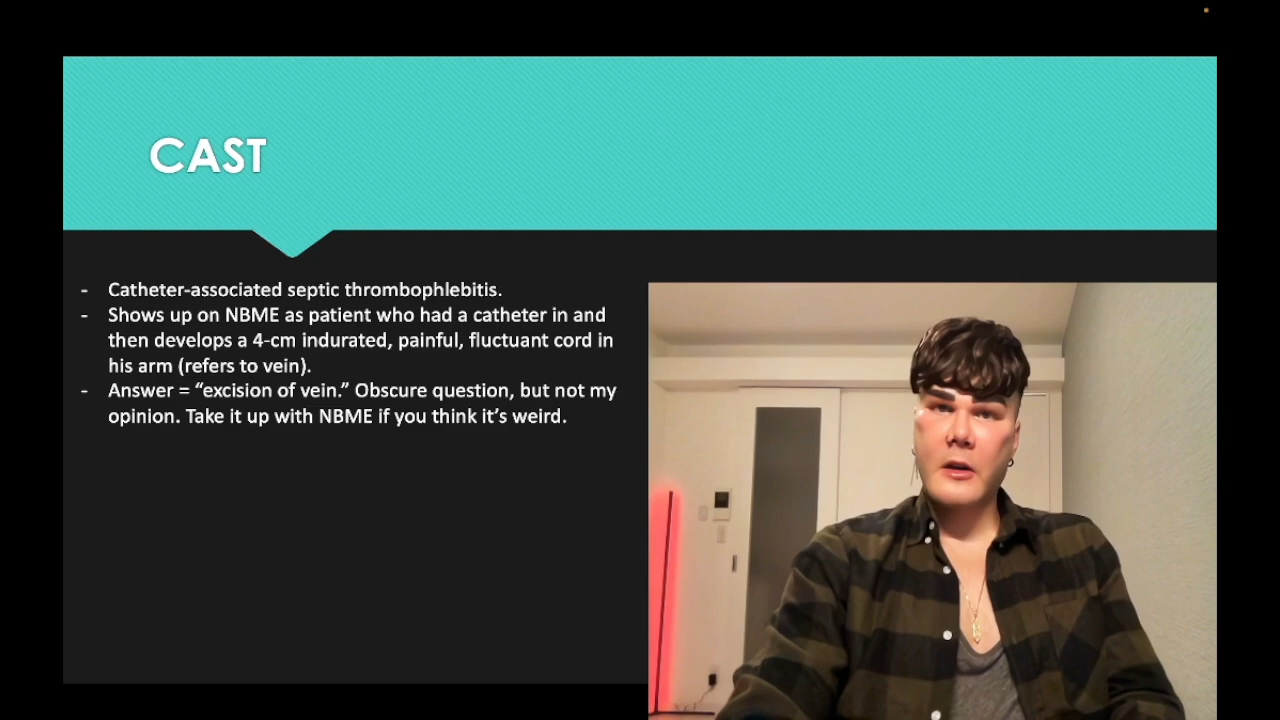 CAST
- Catheter-associated septic thrombophlebitis.
- Shows up on NBME as patient who had a catheter in and
then develops a 4-cm indurated, painful, fluctuant cord in
his arm (refers to vein).
- Answer = “excision of vein.” Obscure question, but not my
opinion. Take it up with NBME if you think it’s weird.